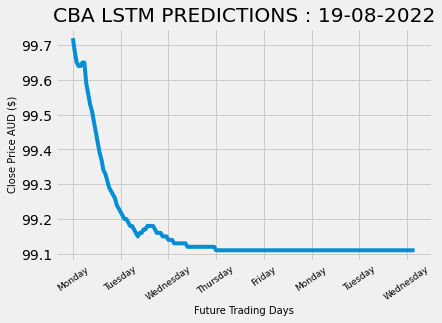 CBA LSTM PREDICTIONS : 19-08-2022
99.7
99.6
99.5
99.4
99.3
99.2
99.1
Close Price AUD ($)
Monday
Tuesday
Wednesday
Thursday
Friday
Monday
Tuesday
Wednesday
Future Trading Days